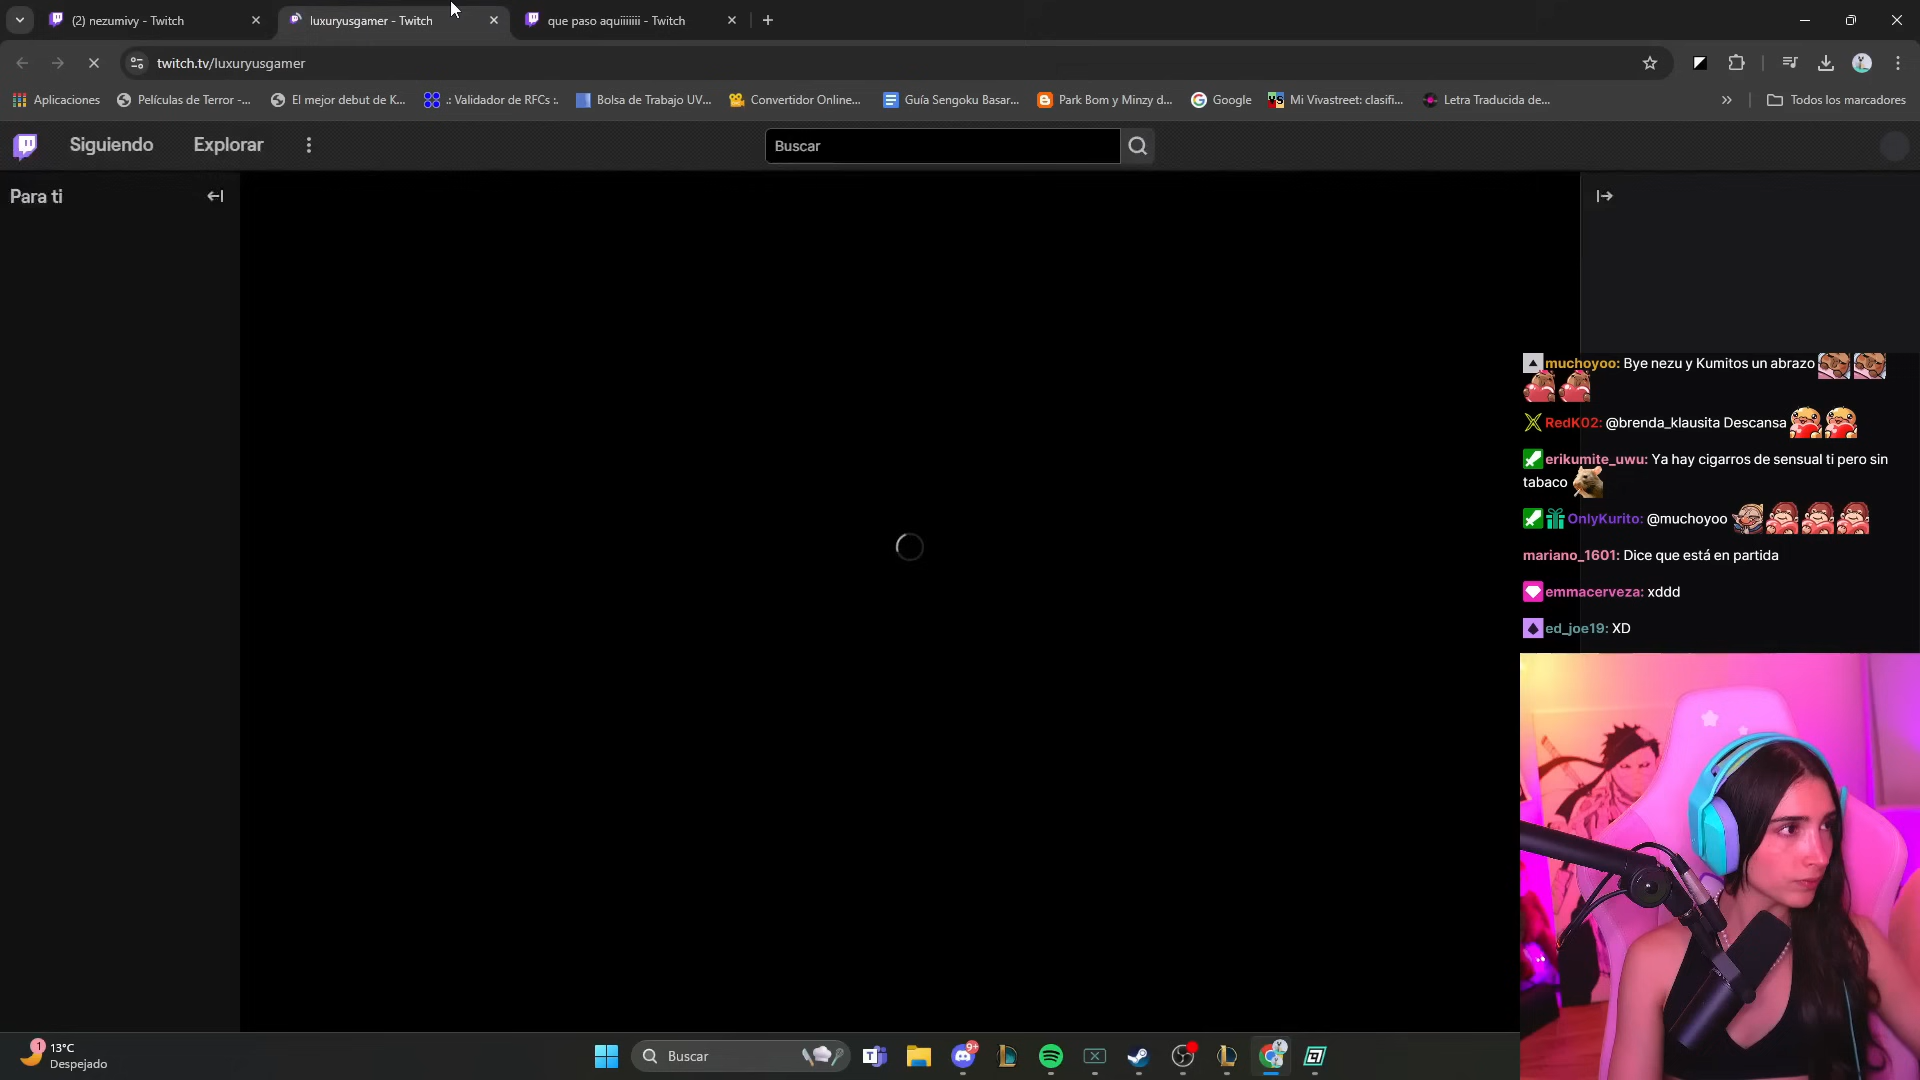 (2) nezumivy - Twitch
luxuryusgamer - Twitch
que paso aquiiiiiii - Twitch
twitch.tv/luxuryusgamer
Aplicaciones
Películas de Terror -...
El mejor debut de K...
.: Validador de RFCs :.
Bolsa de Trabajo UV...
Convertidor Online...
Guía Sengoku Basar...
Park Bom y Minzy d...
Google
Mi Vivastreet: clasifi...
Letra Traducida de...
Todos los marcadores
Siguiendo
Explorar
Buscar
Para ti
muchoyoo: Bye nezu y Kumitos un abrazo
RedK02: @brenda_klausita Descansa
erikumite_uwu: Ya hay cigarros de sensual ti pero sin
tabaco
OnlyKurito: @muchoyoo
mariano_1601: Dice que está en partida
emmacerveza: xddd
ed_joe19: XD
1
13°C
Despejado
Buscar
9+